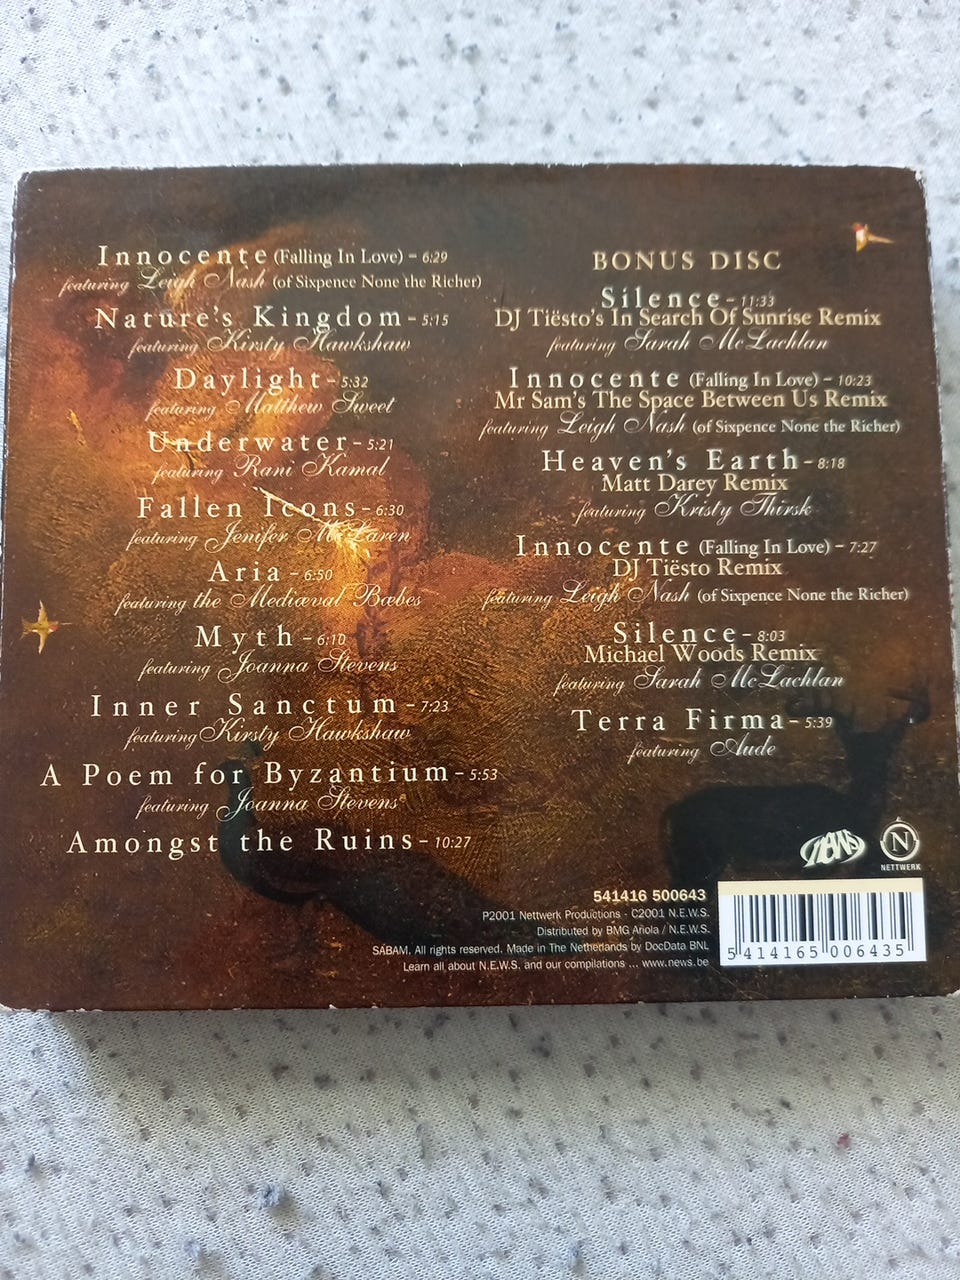 Innocente (Falling In Love) – 6:29
featuring Leigh Nash (of Sixpence None the Richer)
Nature's Kingdom – 5:15
featuring Kirsty Hawkshaw
Daylight – 5:32
featuring Matthew Sweet
Underwater – 5:21
featuring Rani Kamal
Fallen Icons – 6:30
featuring Jenifer McLaren
Aria – 6:50
featuring the Mediæval Bæbes
Myth – 6:10
featuring Joanna Stevens
Inner Sanctum – 7:23
featuring Kirsty Hawkshaw
A Poem for Byzantium – 5:53
featuring Joanna Stevens
Amongst the Ruins – 10:27
BONUS DISC
Silence – 11:33
DJ Tiësto's In Search Of Sunrise Remix
featuring Sarah McLachlan
Innocente (Falling In Love) – 10:23
Mr Sam's The Space Between Us Remix
featuring Leigh Nash (of Sixpence None the Richer)
Heaven's Earth – 8:18
Matt Darey Remix
featuring Kristy Thirsk
Innocente (Falling In Love) – 7:27
DJ Tiësto Remix
featuring Leigh Nash (of Sixpence None the Richer)
Silence – 8:03
Michael Woods Remix
featuring Sarah McLachlan
Terra Firma – 5:39
featuring Aude
NEWS
N
NETTWERK
541416 500643
P2001 Nettwerk Productions - C2001 N.E.W.S.
Distributed by BMG Ariola / N.E.W.S.
SABAM. All rights reserved. Made in The Netherlands by DocData BNL
Learn all about N.E.W.S. and our compilations ... www.news.be
5 414165 006435